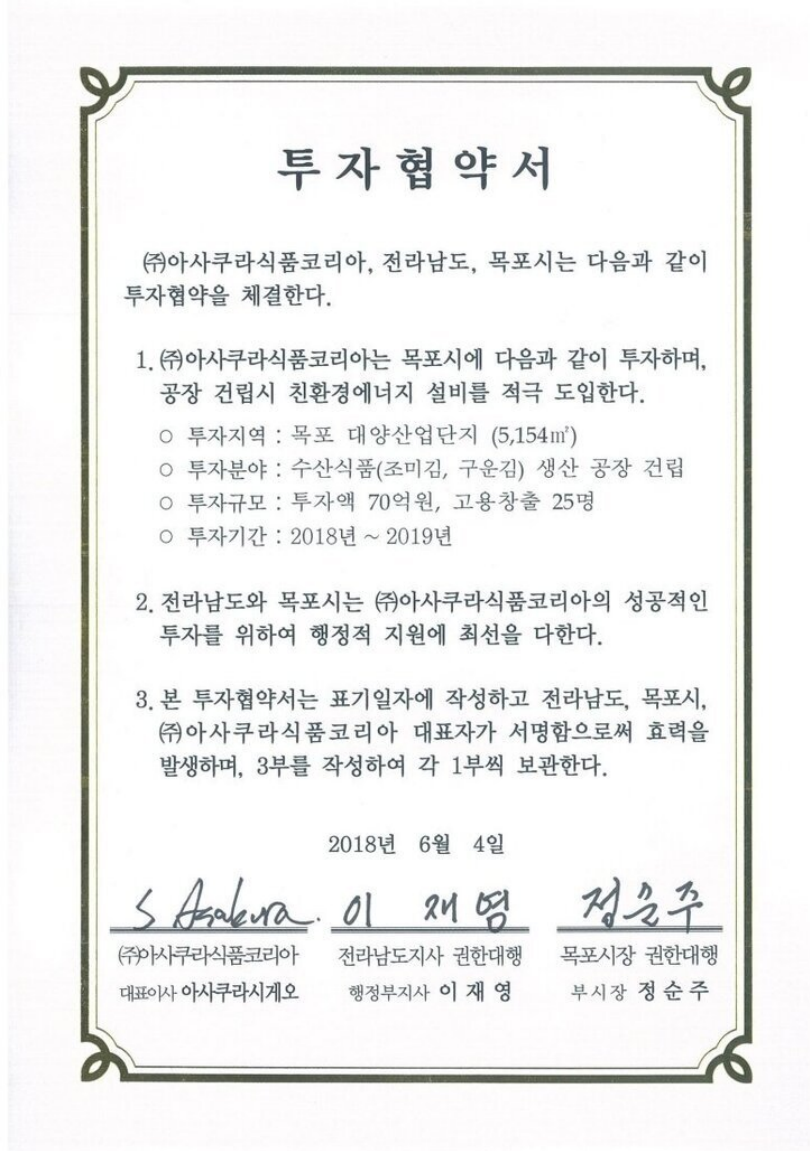 투자협약서
㈜아사쿠라식품코리아, 전라남도, 목포시는 다음과 같이
투자협약을 체결한다.
1. ㈜아사쿠라식품코리아는 목포시에 다음과 같이 투자하며,
공장 건립시 친환경에너지 설비를 적극 도입한다.
○ 투자지역 : 목포 대양산업단지 (5,154㎡)
○ 투자분야 : 수산식품(조미김, 구운김) 생산 공장 건립
○ 투자규모 : 투자액 70억원, 고용창출 25명
○ 투자기간 : 2018년 ~ 2019년
2. 전라남도와 목포시는 ㈜아사쿠라식품코리아의 성공적인
투자를 위하여 행정적 지원에 최선을 다한다.
3. 본 투자협약서는 표기일자에 작성하고 전라남도, 목포시,
㈜아사쿠라식품코리아 대표자가 서명함으로써 효력을
발생하며, 3부를 작성하여 각 1부씩 보관한다.
2018년 6월 4일
S Asakura. 이 재영 정순주
㈜아사쿠라식품코리아 전라남도지사 권한대행 목포시장 권한대행
대표이사 아사쿠라시게오 행정부지사 이재영 부시장 정순주